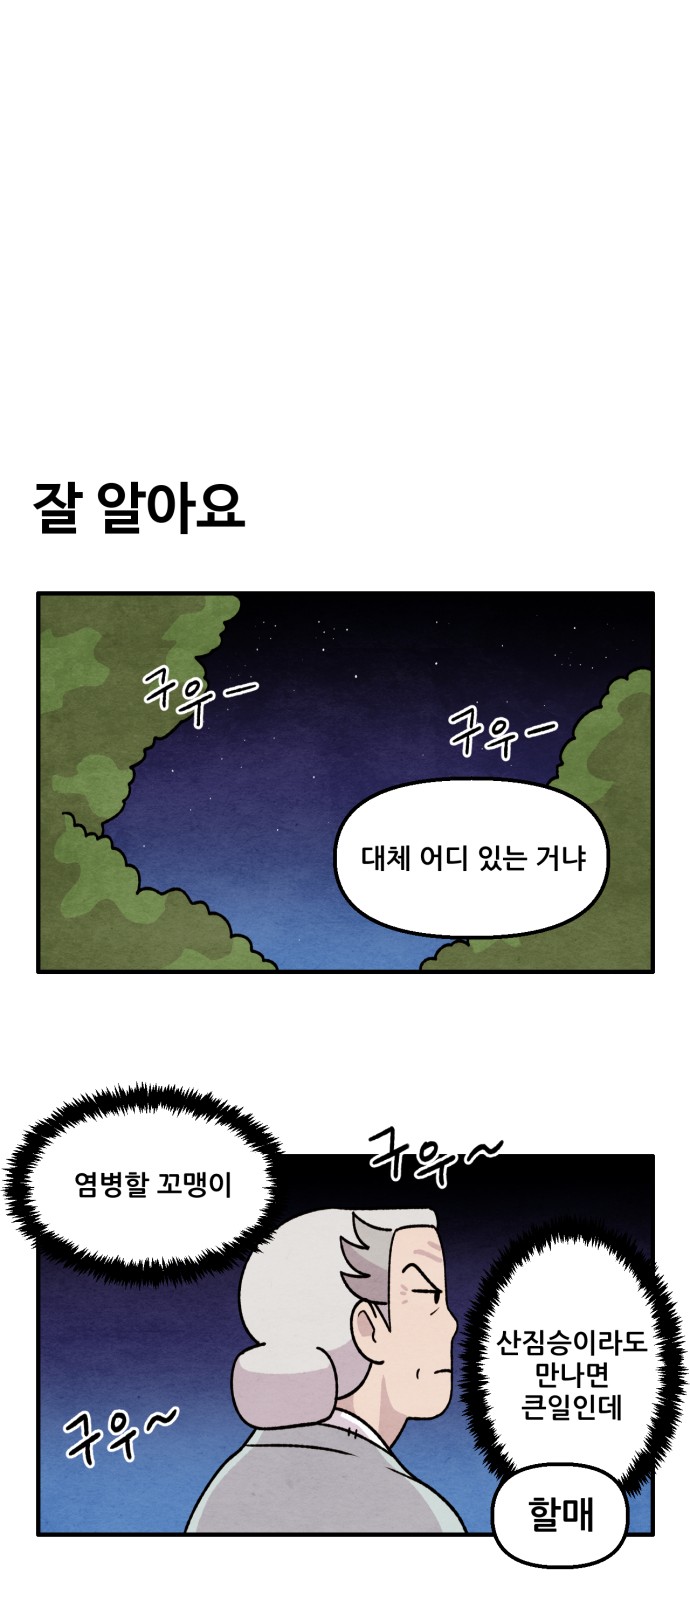 잘 알아요
구우ー
구우ー
대체 어디 있는 거냐
염병할 꼬맹이
구우~
산짐승이라도
만나면
큰일인데
구우~
할매